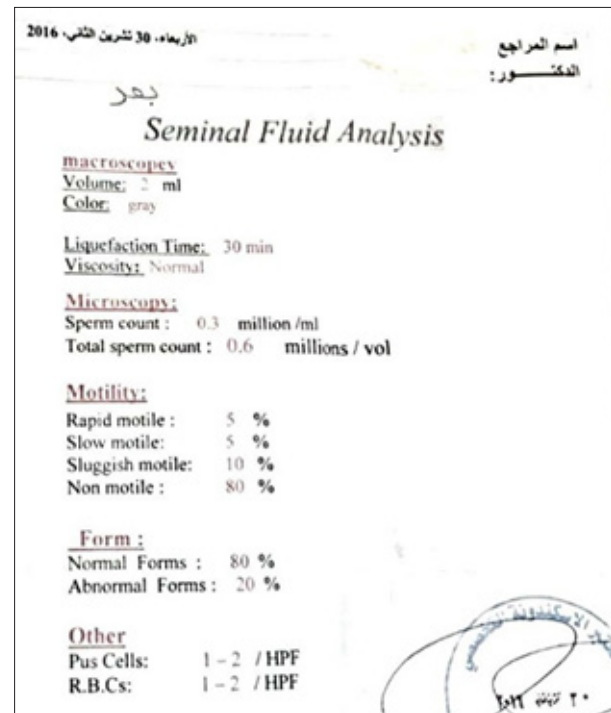 الأربعاء، 30 تشرين الثاني، 2016
اسم المراجع
الدكتـــــور:
بعد
Seminal Fluid Analysis
macroscopey
Volume: 2 ml
Color: gray
Liquefaction Time: 30 min
Viscosity: Normal
Microscopy:
Sperm count : 0.3 million /ml
Total sperm count : 0.6 millions / vol
Motility:
Rapid motile : 5 %
Slow motile: 5 %
Sluggish motile: 10 %
Non motile : 80 %
Form :
Normal Forms : 80 %
Abnormal Forms : 20 %
Other
Pus Cells: 1 – 2 / HPF
R.B.Cs: 1 – 2 / HPF